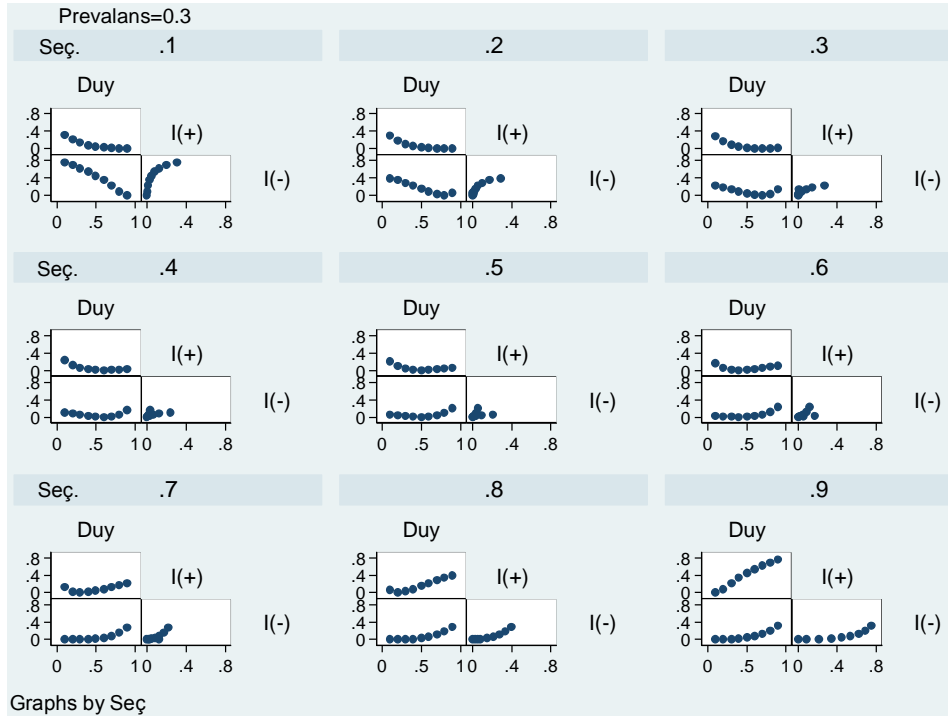 Prevalans=0.3
Seç. .1 .2 .3
Duy Duy Duy
.8 .8 .8
.4 I(+) .4 I(+) .4 I(+)
0 0 0
.8 .8 .8
.4 I(-) .4 I(-) .4 I(-)
0 0 0
0 .5 1 0 .4 .8 0 .5 1 0 .4 .8 0 .5 1 0 .4 .8
Seç. .4 .5 .6
Duy Duy Duy
.8 .8 .8
.4 I(+) .4 I(+) .4 I(+)
0 0 0
.8 .8 .8
.4 I(-) .4 I(-) .4 I(-)
0 0 0
0 .5 1 0 .4 .8 0 .5 1 0 .4 .8 0 .5 1 0 .4 .8
Seç. .7 .8 .9
Duy Duy Duy
.8 .8 .8
.4 I(+) .4 I(+) .4 I(+)
0 0 0
.8 .8 .8
.4 I(-) .4 I(-) .4 I(-)
0 0 0
0 .5 1 0 .4 .8 0 .5 1 0 .4 .8 0 .5 1 0 .4 .8
Graphs by Seç